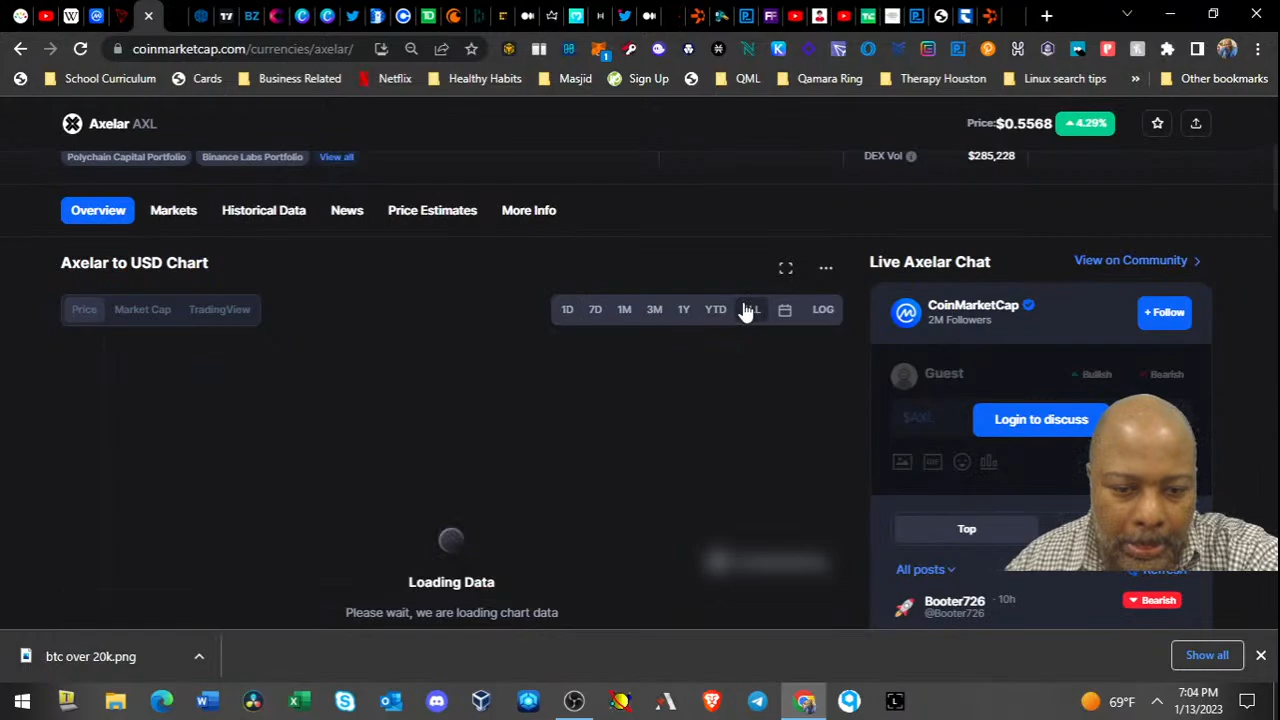 coinmarketcap.com/currencies/axelar/
School Curriculum
Cards
Business Related
Netflix
Healthy Habits
Masjid
Sign Up
QML
Qamara Ring
Therapy Houston
Linux search tips
»
Other bookmarks
Axelar AXL
Price: $0.5568 4.29%
Polychain Capital Portfolio
Binance Labs Portfolio
View all
DEX Vol
$285,228
Overview
Markets
Historical Data
News
Price Estimates
More Info
Axelar to USD Chart
Price
Market Cap
TradingView
1D
7D
1M
3M
1Y
YTD
LOG
Loading Data
Please wait, we are loading chart data
Live Axelar Chat
View on Community
CoinMarketCap
2M Followers
+ Follow
Guest
Bullish
Bearish
$AXL
Login to discuss
GIF
Top
All posts
Booter726 · 10h
@Booter726
Bearish
btc over 20k.png
Show all
69°F
7:04 PM
1/13/2023